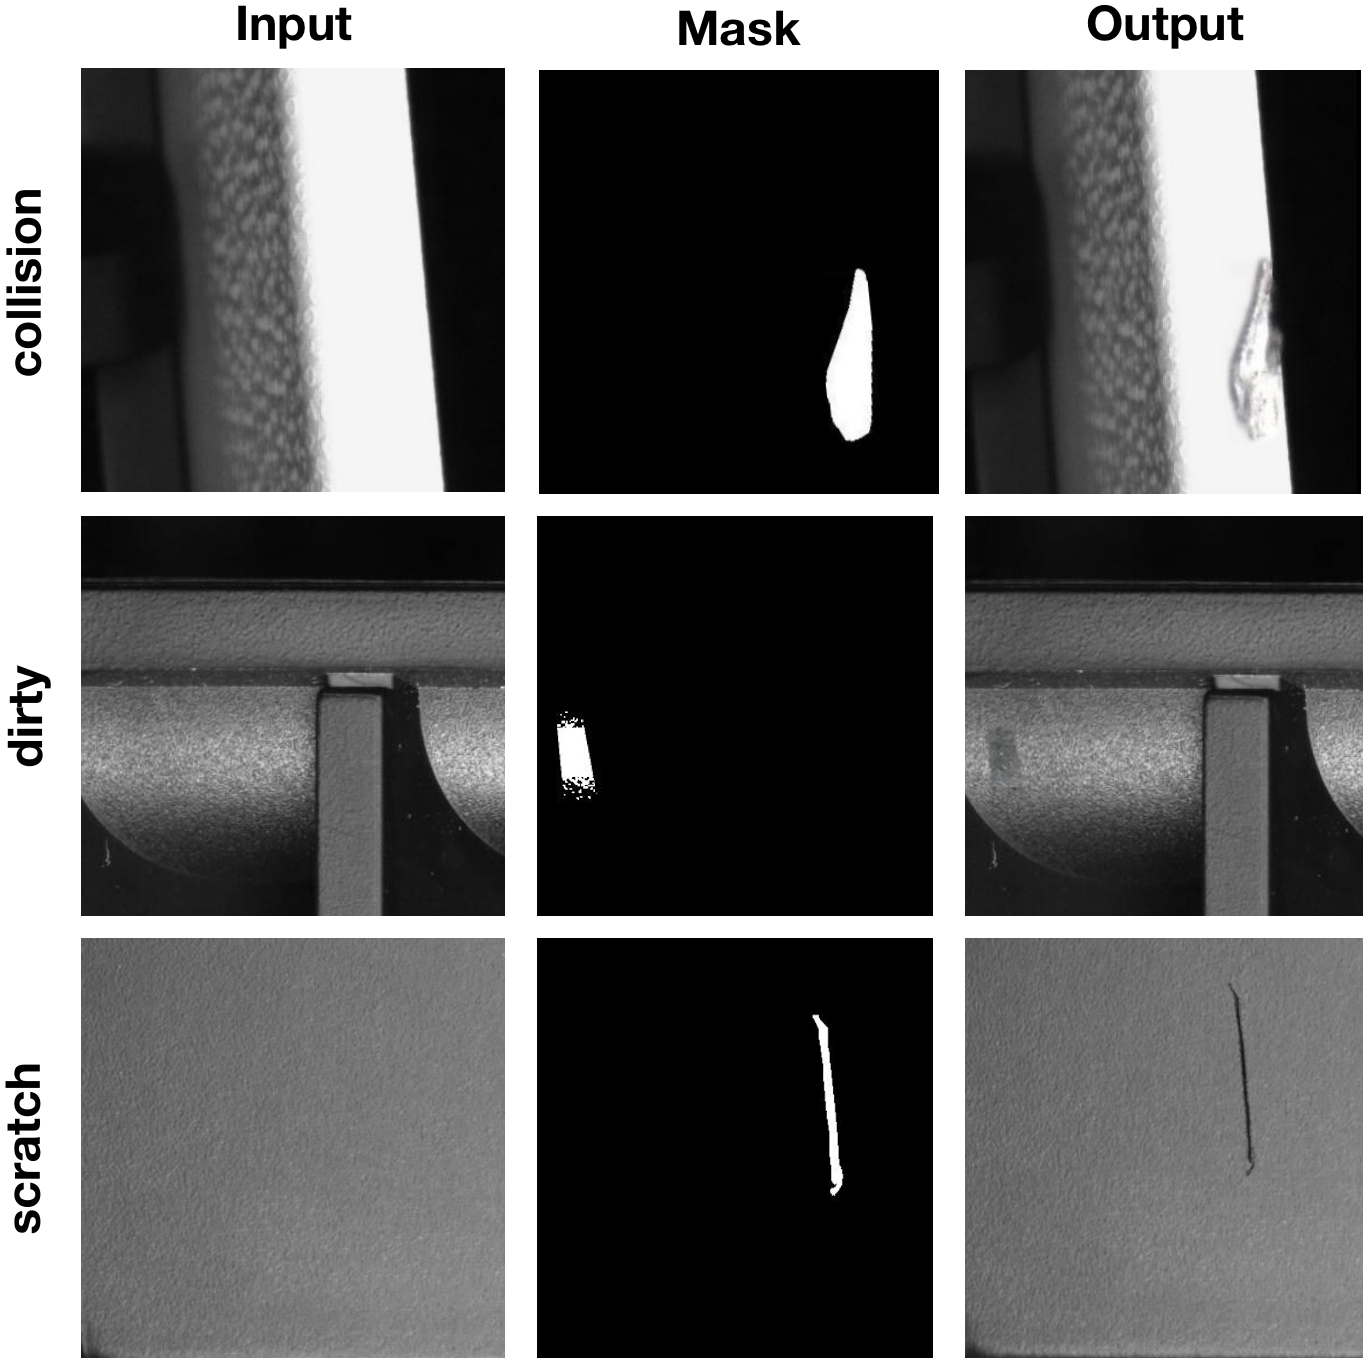 Input
Mask
Output
collision
dirty
scratch